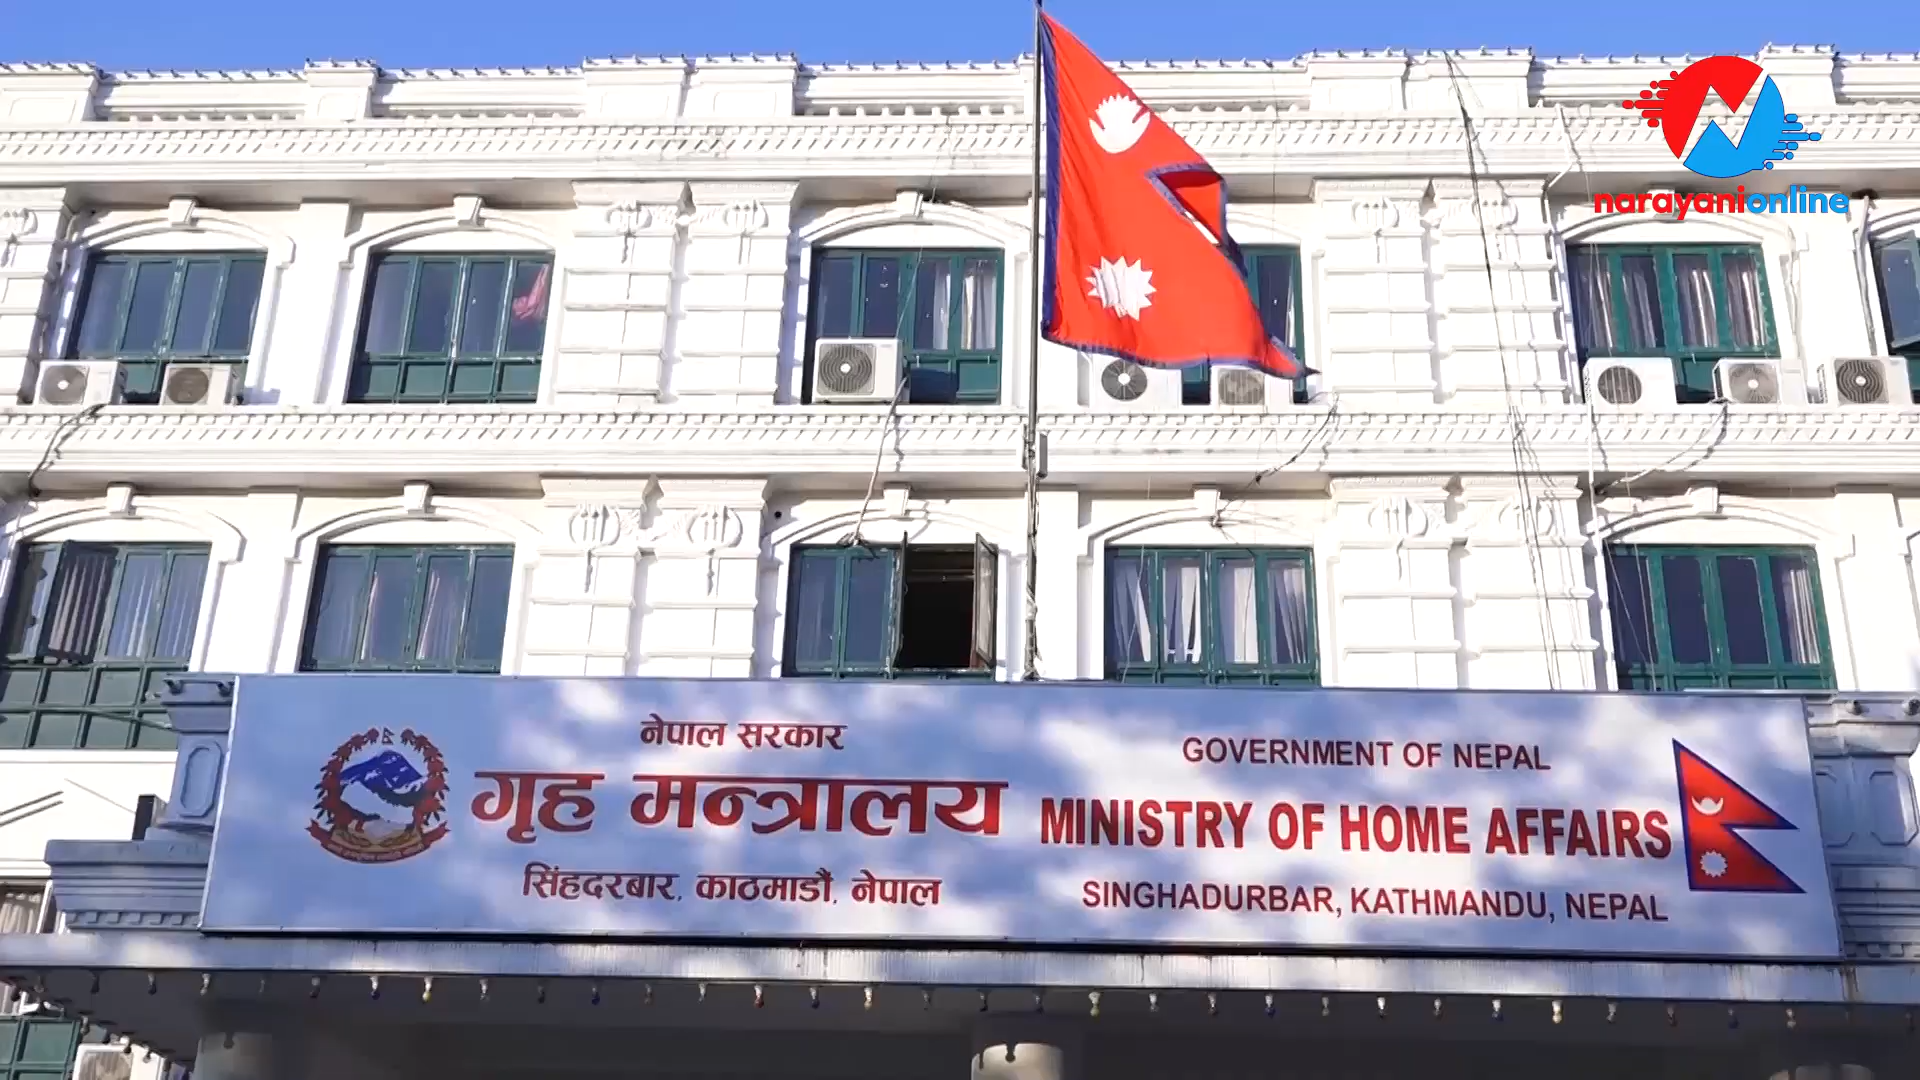 narayanionline
नेपाल सरकार
गृह मन्त्रालय
सिंहदरबार, काठमाडौं, नेपाल
GOVERNMENT OF NEPAL
MINISTRY OF HOME AFFAIRS
SINGHADURBAR, KATHMANDU, NEPAL